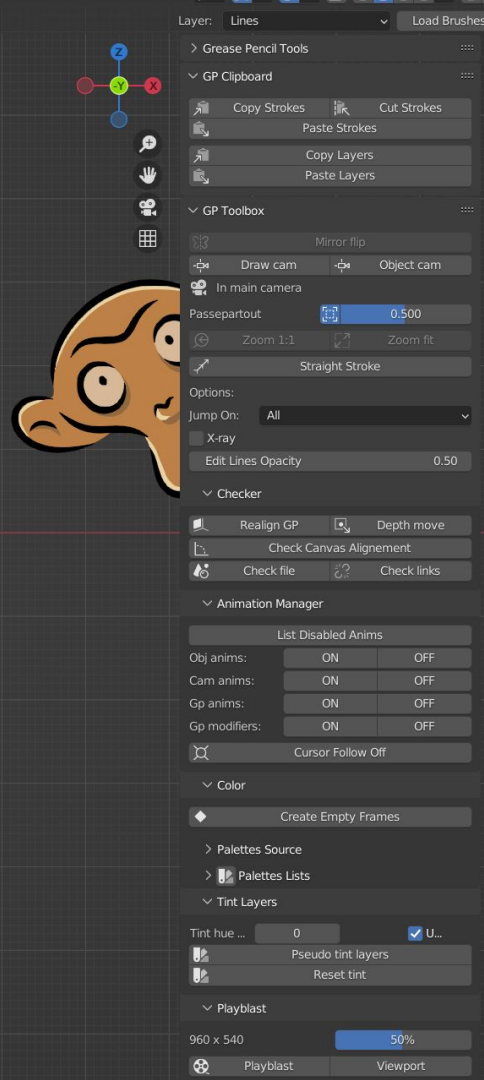 Layer: Lines Load Brushes
Grease Pencil Tools
Z
GP Clipboard
-Y X
Copy Strokes Cut Strokes
Paste Strokes
Copy Layers
Paste Layers
GP Toolbox
Mirror flip
Draw cam Object cam
In main camera
Passepartout 0.500
Zoom 1:1 Zoom fit
Straight Stroke
Options:
Jump On: All
X-ray
Edit Lines Opacity 0.50
Checker
Realign GP Depth move
Check Canvas Alignement
Check file Check links
Animation Manager
List Disabled Anims
Obj anims: ON OFF
Cam anims: ON OFF
Gp anims: ON OFF
Gp modifiers: ON OFF
Cursor Follow Off
Color
Create Empty Frames
Palettes Source
Palettes Lists
Tint Layers
Tint hue ... 0 U...
Pseudo tint layers
Reset tint
Playblast
960 x 540 50%
Playblast Viewport